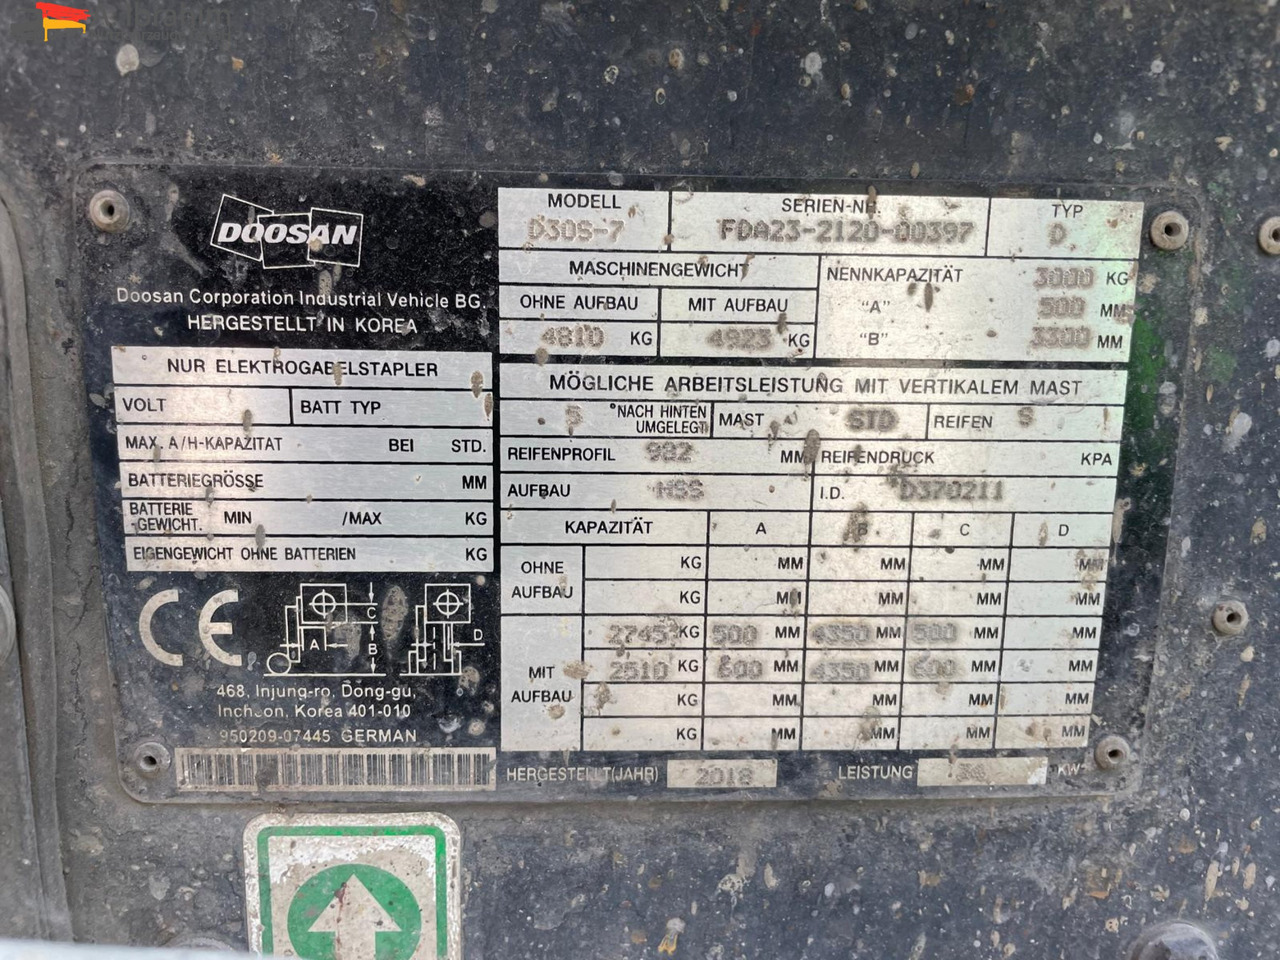 DOOSAN
Doosan Corporation Industrial Vehicle BG.
HERGESTELLT IN KOREA
NUR ELEKTROGABELSTAPLER
VOLT BATT TYP
MAX. A/H-KAPAZITAT BEI STD.
BATTERIEGRÖSSE MM
BATTERIE
-GEWICHT. MIN /MAX KG
EIGENGEWICHT OHNE BATTERIEN KG
CE
A B C D
468, Injung-ro, Dong-gu,
Incheon, Korea 401-010
950209-07445 GERMAN
MODELL SERIEN-NR. TYP
D30S-7 FDA23-2120-00397 D
MASCHINENGEWICHT
OHNE AUFBAU MIT AUFBAU
4810 KG 4923 KG
NENNKAPAZITÄT 3000 KG
"A" 500 MM
"B" 3300 MM
MÖGLICHE ARBEITSLEISTUNG MIT VERTIKALEM MAST
5 °NACH HINTEN UMGELEGT MAST STD REIFEN S
REIFENPROFIL 982 MM REIFENDRUCK KPA
AUFBAU HSS I.D. D370211
KAPAZITÄT A B C D
OHNE AUFBAU
KG MM MM MM MM
KG MM MM MM MM
MIT AUFBAU
2745 KG 500 MM 4350 MM 500 MM MM
2510 KG 600 MM 4350 MM 600 MM MM
KG MM MM MM MM
KG MM MM MM MM
HERGESTELLT(JAHR) 2018 LEISTUNG 34 KW